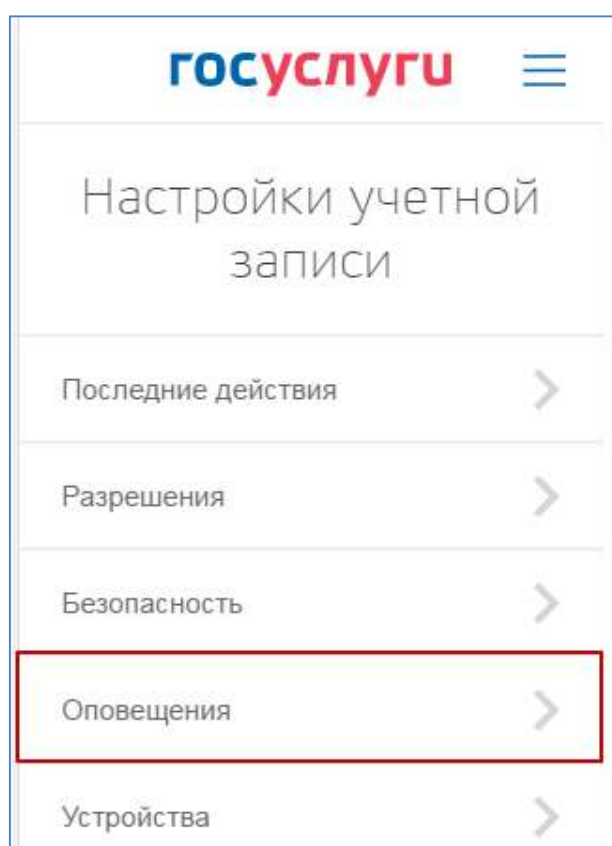 госуслуги
Настройки учетной
записи
Последние действия
Разрешения
Безопасность
Оповещения
Устройства